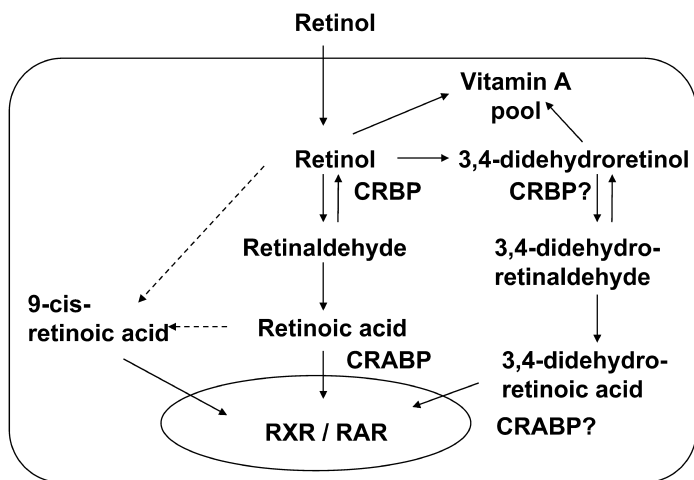 Retinol
Vitamin A
pool
Retinol
3,4-didehydroretinol
CRBP
CRBP?
Retinaldehyde
3,4-didehydro-
retinaldehyde
9-cis-
retinoic acid
Retinoic acid
CRABP
3,4-didehydro-
retinoic acid
RXR / RAR
CRABP?